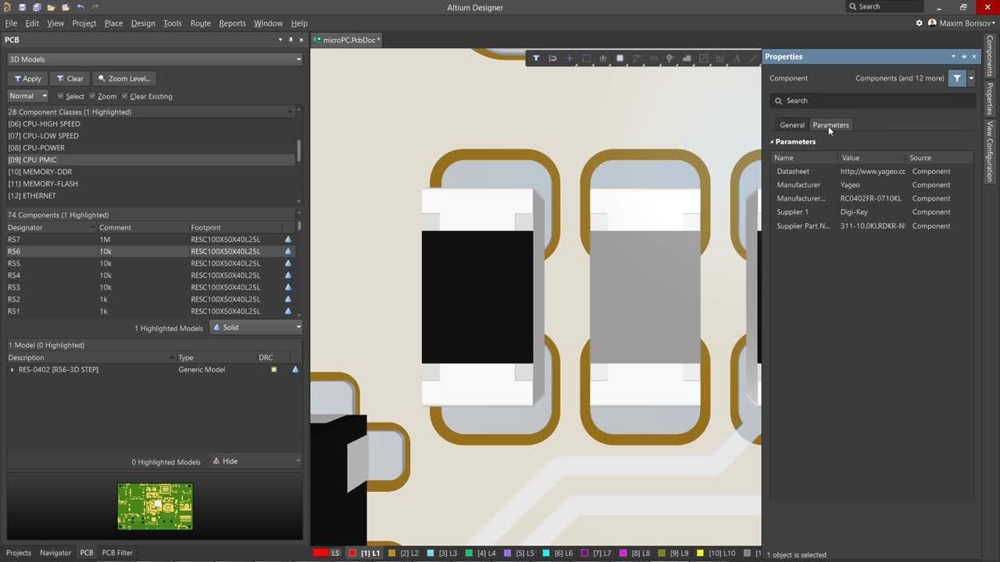 Altium Designer
Search
File Edit View Project Place Design Tools Route Reports Window Help
Maxim Borisov
PCB
3D Models
Apply Clear Zoom Level...
Normal Select Zoom Clear Existing
28 Component Classes (1 Highlighted)
[06] CPU-HIGH SPEED
[07] CPU-LOW SPEED
[08] CPU-POWER
[09] CPU PMIC
[10] MEMORY-DDR
[11] MEMORY-FLASH
[12] ETHERNET
74 Components (1 Highlighted)
Designator Comment Footprint
R57 1M RESC100X50X40L25L
R56 10k RESC100X50X40L25L
R55 10k RESC100X50X40L25L
R54 10k RESC100X50X40L25L
R53 10k RESC100X50X40L25L
R52 1k RESC100X50X40L25L
R51 1k RESC100X50X40L25L
1 Highlighted Models Solid
1 Model (0 Highlighted)
Description Type DRC
RES-0402 [R56-3D STEP] Generic Model
0 Highlighted Models Hide
Projects Navigator PCB PCB Filter
microPC.PcbDoc *
LS [1] L1 [2] L2 [3] L3 [4] L4 [5] L5 [6] L6 [7] L7 [8] L8 [9] L9 [10] L10 [1
Properties
Component Components (and 12 more)
Search
General Parameters
Parameters
Name Value Source
Datasheet http://www.yageo.cc Component
Manufacturer Yageo Component
Manufacturer... RC0402FR-0710KL Component
Supplier 1 Digi-Key Component
Supplier Part N... 311-10.0KLRDKR-NI Component
1 object is selected
Components
Properties
View Configuration